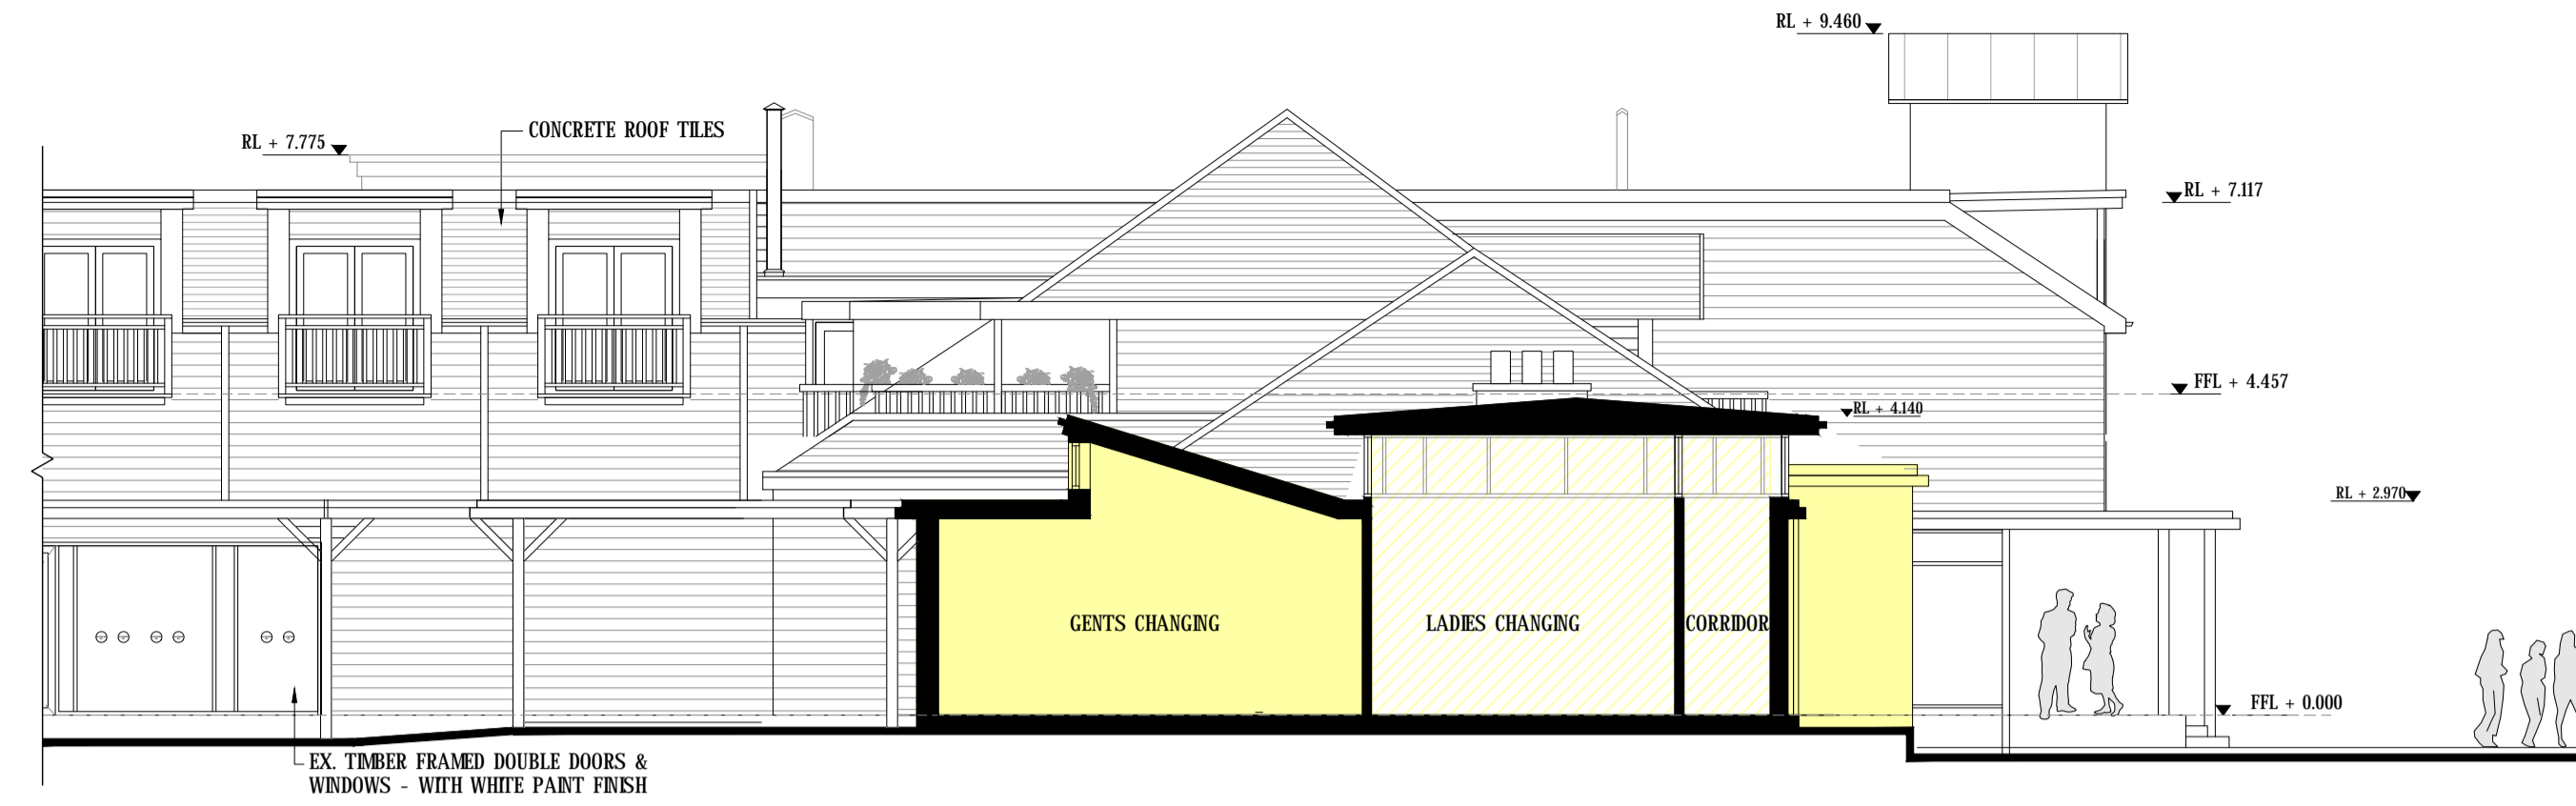 RL + 9.460
CONCRETE ROOF TILES
RL + 7.775
RL + 7.117
FFL + 4.457
RL + 4.140
RL + 2.970
GENTS CHANGING
LADIES CHANGING
CORRIDOR
FFL + 0.000
EX. TIMBER FRAMED DOUBLE DOORS &
WINDOWS - WITH WHITE PAINT FINISH